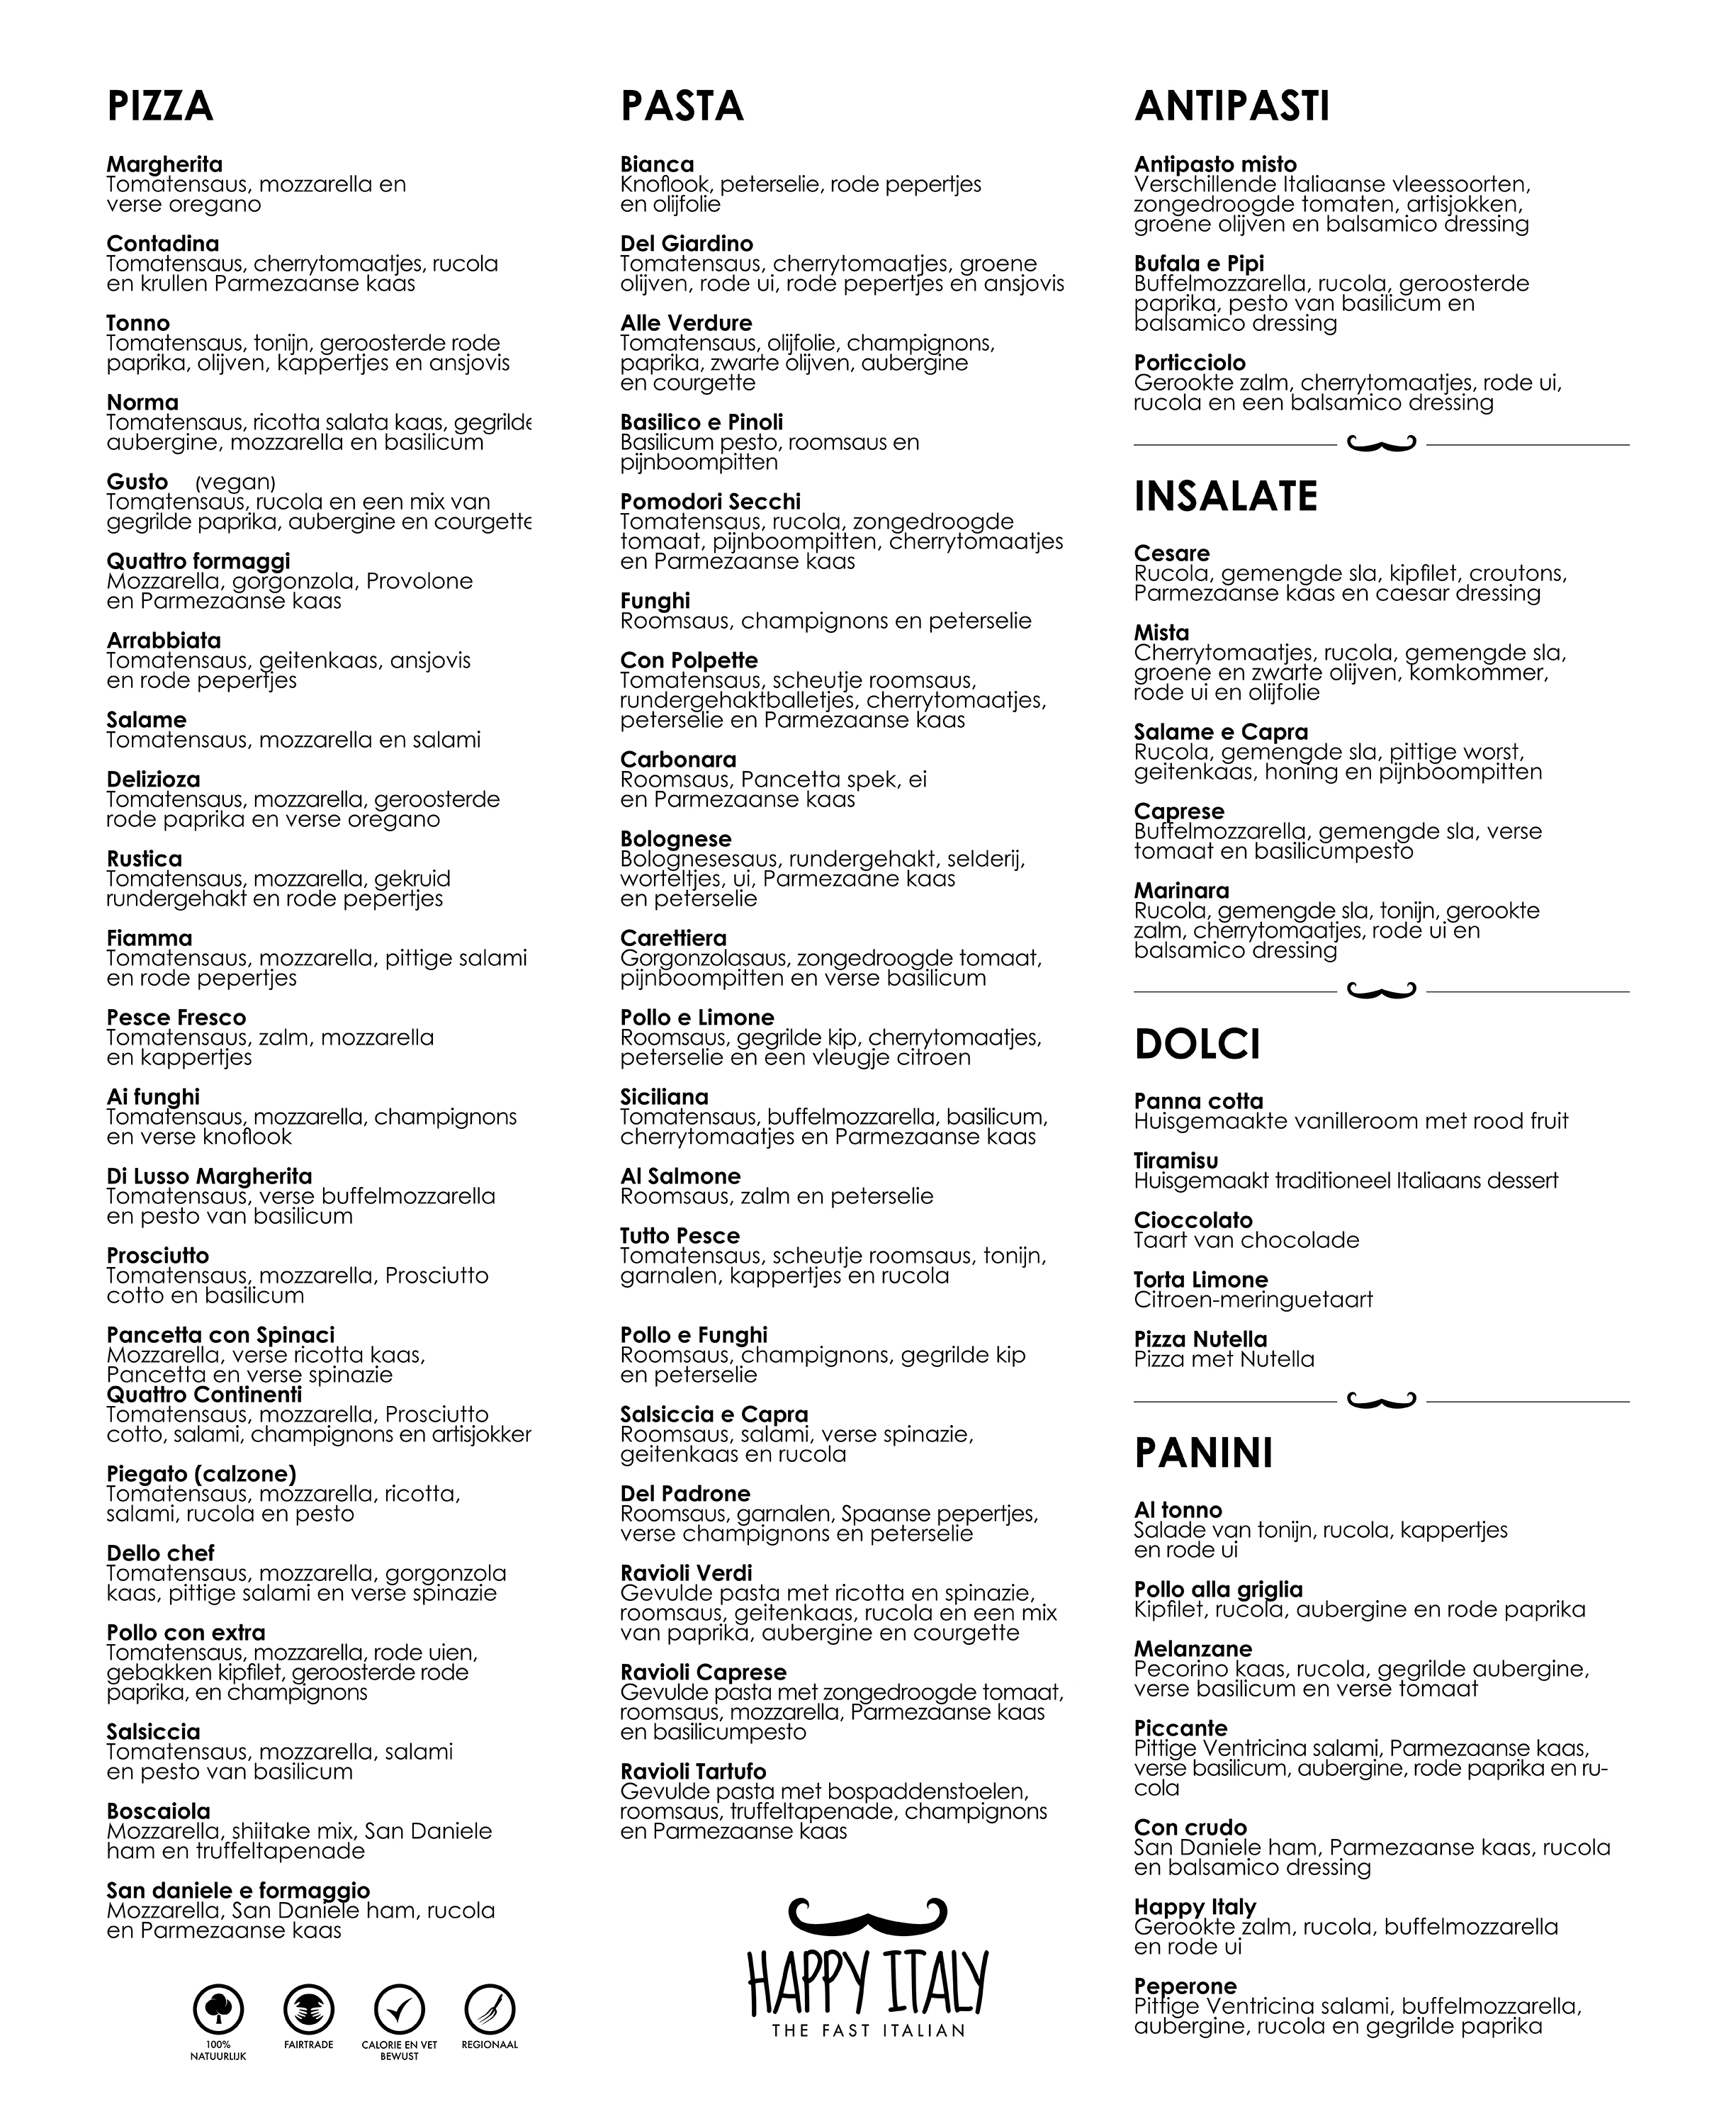 PIZZA
Margherita
Tomatensaus, mozzarella en
verse oregano
Contadina
Tomatensaus, cherrytomaatjes, rucola
en krullen Parmezaanse kaas
Tonno
Tomatensaus, tonijn, geroosterde rode
paprika, olijven, kappertjes en ansjovis
Norma
Tomatensaus, ricotta salata kaas, gegrilde
aubergine, mozzarella en basilicum
Gusto (vegan)
Tomatensaus, rucola en een mix van
gegrilde paprika, aubergine en courgette
Quattro formaggi
Mozzarella, gorgonzola, Provolone
en Parmezaanse kaas
Arrabbiata
Tomatensaus, geitenkaas, ansjovis
en rode pepertjes
Salame
Tomatensaus, mozzarella en salami
Delizioza
Tomatensaus, mozzarella, geroosterde
rode paprika en verse oregano
Rustica
Tomatensaus, mozzarella, gekruid
rundergehakt en rode pepertjes
Fiamma
Tomatensaus, mozzarella, pittige salami
en rode pepertjes
Pesce Fresco
Tomatensaus, zalm, mozzarella
en kappertjes
Ai funghi
Tomatensaus, mozzarella, champignons
en verse knoflook
Di Lusso Margherita
Tomatensaus, verse buffelmozzarella
en pesto van basilicum
Prosciutto
Tomatensaus, mozzarella, Prosciutto
cotto en basilicum
Pancetta con Spinaci
Mozzarella, verse ricotta kaas,
Pancetta en verse spinazie
Quattro Continenti
Tomatensaus, mozzarella, Prosciutto
cotto, salami, champignons en artisjokken
Piegato (calzone)
Tomatensaus, mozzarella, ricotta,
salami, rucola en pesto
Dello chef
Tomatensaus, mozzarella, gorgonzola
kaas, pittige salami en verse spinazie
Pollo con extra
Tomatensaus, mozzarella, rode uien,
gebakken kipfilet, geroosterde rode
paprika, en champignons
Salsiccia
Tomatensaus, mozzarella, salami
en pesto van basilicum
Boscaiola
Mozzarella, shiitake mix, San Daniele
ham en truffeltapenade
San daniele e formaggio
Mozzarella, San Daniele ham, rucola
en Parmezaanse kaas
100%
NATUURLIJK
FAIRTRADE
CALORIE EN VET
BEWUST
REGIONAAL
PASTA
Bianca
Knoflook, peterselie, rode pepertjes
en olijfolie
Del Giardino
Tomatensaus, cherrytomaatjes, groene
olijven, rode ui, rode pepertjes en ansjovis
Alle Verdure
Tomatensaus, olijfolie, champignons,
paprika, zwarte olijven, aubergine
en courgette
Basilico e Pinoli
Basilicum pesto, roomsaus en
pijnboompitten
Pomodori Secchi
Tomatensaus, rucola, zongedroogde
tomaat, pijnboompitten, cherrytomaatjes
en Parmezaanse kaas
Funghi
Roomsaus, champignons en peterselie
Con Polpette
Tomatensaus, scheutje roomsaus,
rundergehaktballetjes, cherrytomaatjes,
peterselie en Parmezaanse kaas
Carbonara
Roomsaus, Pancetta spek, ei
en Parmezaanse kaas
Bolognese
Bolognesesaus, rundergehakt, selderij,
worteltjes, ui, Parmezaane kaas
en peterselie
Carettiera
Gorgonzolasaus, zongedroogde tomaat,
pijnboompitten en verse basilicum
Pollo e Limone
Roomsaus, gegrilde kip, cherrytomaatjes,
peterselie en een vleugje citroen
Siciliana
Tomatensaus, buffelmozzarella, basilicum,
cherrytomaatjes en Parmezaanse kaas
Al Salmone
Roomsaus, zalm en peterselie
Tutto Pesce
Tomatensaus, scheutje roomsaus, tonijn,
garnalen, kappertjes en rucola
Pollo e Funghi
Roomsaus, champignons, gegrilde kip
en peterselie
Salsiccia e Capra
Roomsaus, salami, verse spinazie,
geitenkaas en rucola
Del Padrone
Roomsaus, garnalen, Spaanse pepertjes,
verse champignons en peterselie
Ravioli Verdi
Gevulde pasta met ricotta en spinazie,
roomsaus, geitenkaas, rucola en een mix
van paprika, aubergine en courgette
Ravioli Caprese
Gevulde pasta met zongedroogde tomaat,
roomsaus, mozzarella, Parmezaanse kaas
en basilicumpesto
Ravioli Tartufo
Gevulde pasta met bospaddenstoelen,
roomsaus, truffeltapenade, champignons
en Parmezaanse kaas
HAPPY ITALY
THE FAST ITALIAN
ANTIPASTI
Antipasto misto
Verschillende Italiaanse vleessoorten,
zongedroogde tomaten, artisjokken,
groene olijven en balsamico dressing
Bufala e Pipi
Buffelmozzarella, rucola, geroosterde
paprika, pesto van basilicum en
balsamico dressing
Porticciolo
Gerookte zalm, cherrytomaatjes, rode ui,
rucola en een balsamico dressing
INSALATE
Cesare
Rucola, gemengde sla, kipfilet, croutons,
Parmezaanse kaas en caesar dressing
Mista
Cherrytomaatjes, rucola, gemengde sla,
groene en zwarte olijven, komkommer,
rode ui en olijfolie
Salame e Capra
Rucola, gemengde sla, pittige worst,
geitenkaas, honing en pijnboompitten
Caprese
Buffelmozzarella, gemengde sla, verse
tomaat en basilicumpesto
Marinara
Rucola, gemengde sla, tonijn, gerookte
zalm, cherrytomaatjes, rode ui en
balsamico dressing
DOLCI
Panna cotta
Huisgemaakte vanilleroom met rood fruit
Tiramisu
Huisgemaakt traditioneel Italiaans dessert
Cioccolato
Taart van chocolade
Torta Limone
Citroen-meringuetaart
Pizza Nutella
Pizza met Nutella
PANINI
Al tonno
Salade van tonijn, rucola, kappertjes
en rode ui
Pollo alla griglia
Kipfilet, rucola, aubergine en rode paprika
Melanzane
Pecorino kaas, rucola, gegrilde aubergine,
verse basilicum en verse tomaat
Piccante
Pittige Ventricina salami, Parmezaanse kaas,
verse basilicum, aubergine, rode paprika en ru-
cola
Con crudo
San Daniele ham, Parmezaanse kaas, rucola
en balsamico dressing
Happy Italy
Gerookte zalm, rucola, buffelmozzarella
en rode ui
Peperone
Pittige Ventricina salami, buffelmozzarella,
aubergine, rucola en gegrilde paprika